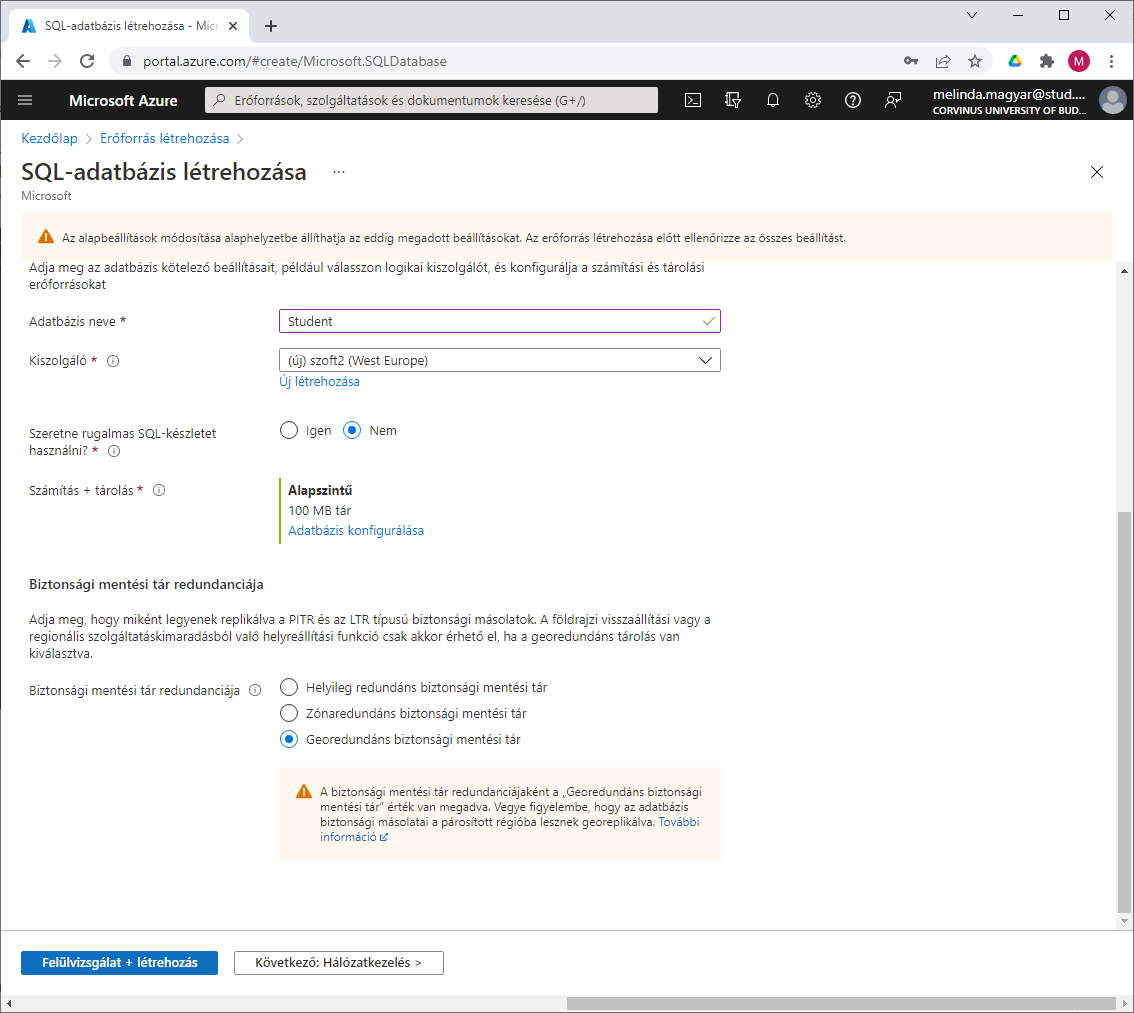 SQL-adatbázis létrehozása - Micr
portal.azure.com/#create/Microsoft.SQLDatabase
M
Microsoft Azure
Erőforrások, szolgáltatások és dokumentumok keresése (G+/)
melinda.magyar@stud....
CORVINUS UNIVERSITY OF BUD...
Kezdőlap > Erőforrás létrehozása >
SQL-adatbázis létrehozása ...
Microsoft
Az alapbeállítások módosítása alaphelyzetbe állíthatja az eddig megadott beállításokat. Az erőforrás létrehozása előtt ellenőrizze az összes beállítást.
Adja meg az adatbázis kötelező beállításait, például válasszon logikai kiszolgálót, és konfigurálja a számítási és tárolási
erőforrásokat
Adatbázis neve *
Student
Kiszolgáló *
(új) szoft2 (West Europe)
Új létrehozása
Szeretne rugalmas SQL-készletet
használni? *
Igen
Nem
Számítás + tárolás *
Alapszintű
100 MB tár
Adatbázis konfigurálása
Biztonsági mentési tár redundanciája
Adja meg, hogy miként legyenek replikálva a PITR és az LTR típusú biztonsági másolatok. A földrajzi visszaállítási vagy a
regionális szolgáltatáskimaradásból való helyreállítási funkció csak akkor érhető el, ha a georedundáns tárolás van
kiválasztva.
Biztonsági mentési tár redundanciája
Helyileg redundáns biztonsági mentési tár
Zónaredundáns biztonsági mentési tár
Georedundáns biztonsági mentési tár
A biztonsági mentési tár redundanciájaként a „Georedundáns biztonsági
mentési tár” érték van megadva. Vegye figyelembe, hogy az adatbázis
biztonsági másolatai a párosított régióba lesznek georeplikálva. További
információ
Felülvizsgálat + létrehozás
Következő: Hálózatkezelés >